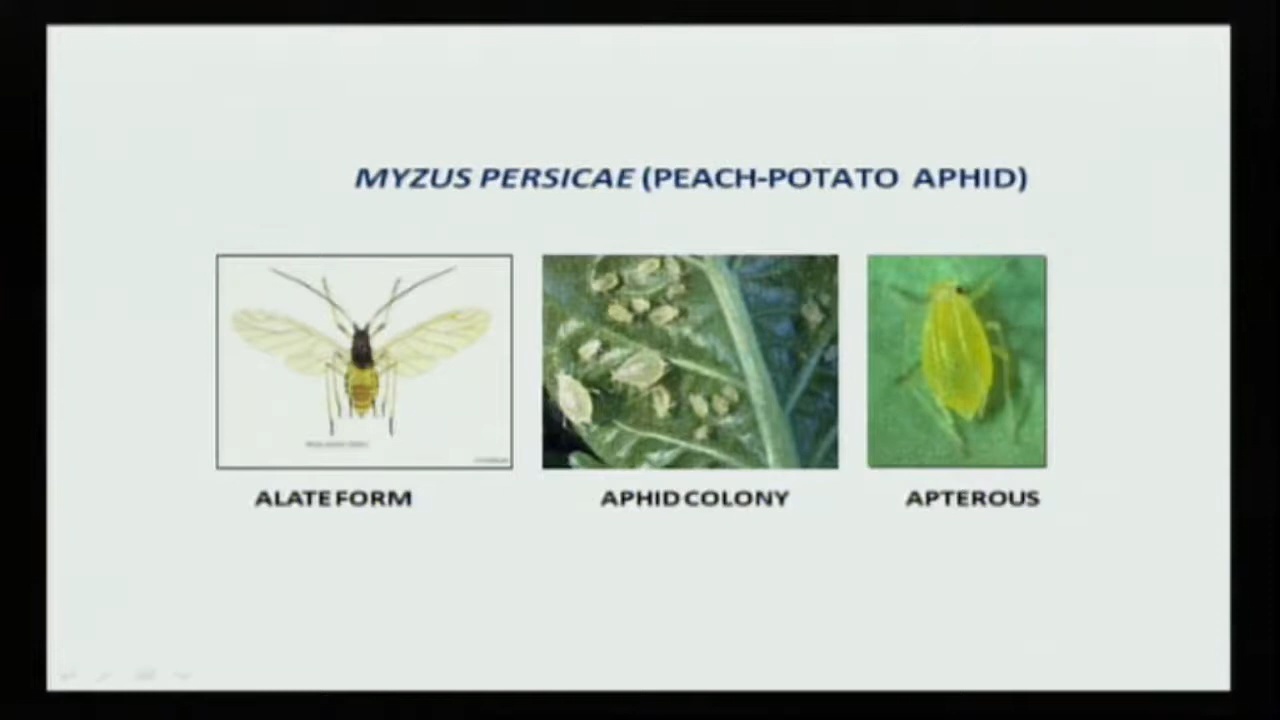 MYZUS PERSICAE (PEACH-POTATO APHID)
ALATE FORM
APHID COLONY
APTEROUS